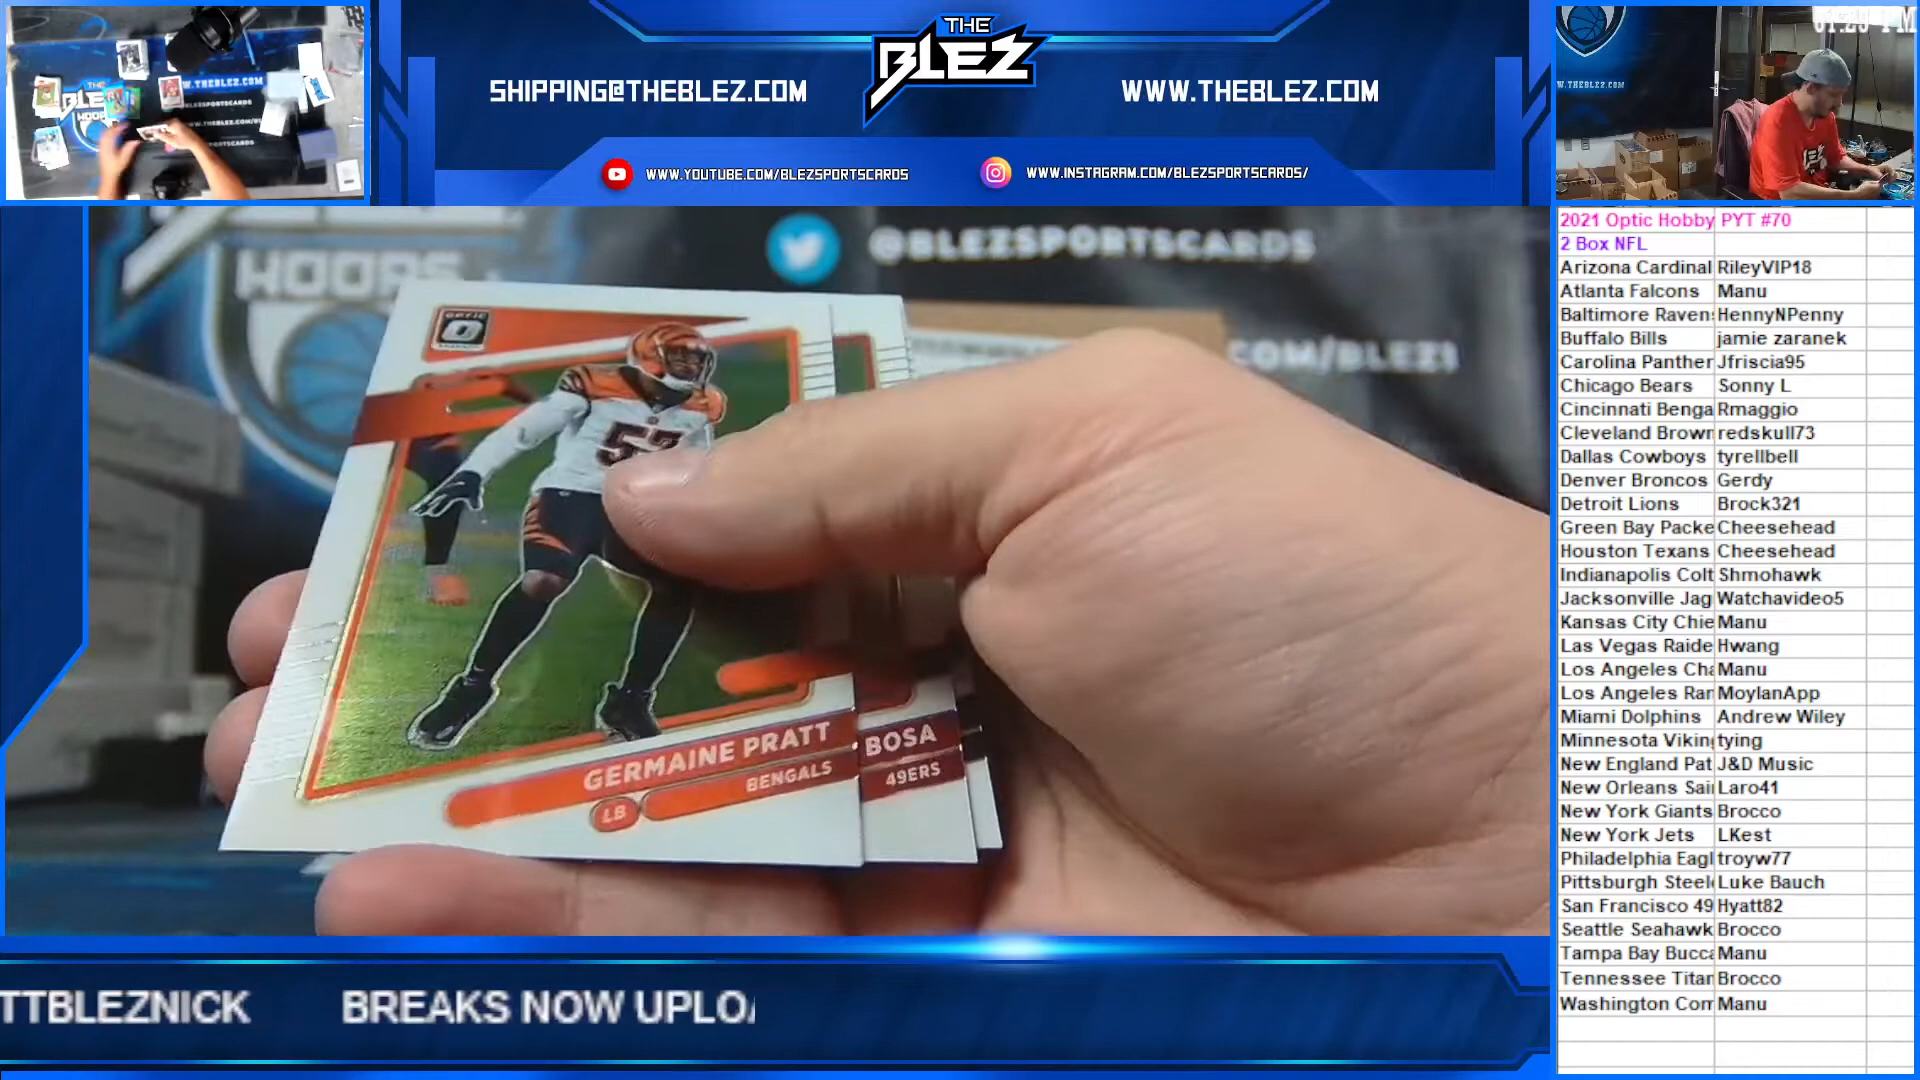 THE
BLEZ
SHIPPING@THEBLEZ.COM
WWW.THEBLEZ.COM
WWW.YOUTUBE.COM/BLEZSPORTSCARDS
WWW.INSTAGRAM.COM/BLEZSPORTSCARDS/
@BLEZSPORTSCARDS
HOOPS
OPTIC
GERMAINE PRATT
BENGALS
LB
BOSA
49ERS
2021 Optic Hobby PYT #70
2 Box NFL
Arizona Cardinal RileyVIP18
Atlanta Falcons Manu
Baltimore Ravens HennyNPenny
Buffalo Bills jamie zaranek
Carolina Panther Jfriscia95
Chicago Bears Sonny L
Cincinnati Benga Rmaggio
Cleveland Brown redskull73
Dallas Cowboys tyrellbell
Denver Broncos Gerdy
Detroit Lions Brock321
Green Bay Packe Cheesehead
Houston Texans Cheesehead
Indianapolis Colt Shmohawk
Jacksonville Jag Watchavideo5
Kansas City Chie Manu
Las Vegas Raide Hwang
Los Angeles Cha Manu
Los Angeles Ran MoylanApp
Miami Dolphins Andrew Wiley
Minnesota Viking tying
New England Pat J&D Music
New Orleans Sai Laro41
New York Giants Brocco
New York Jets LKest
Philadelphia Eagl troyw77
Pittsburgh Steele Luke Bauch
San Francisco 49 Hyatt82
Seattle Seahawk Brocco
Tampa Bay Bucca Manu
Tennessee Titan Brocco
Washington Com Manu
TTBLEZNICK BREAKS NOW UPLOA